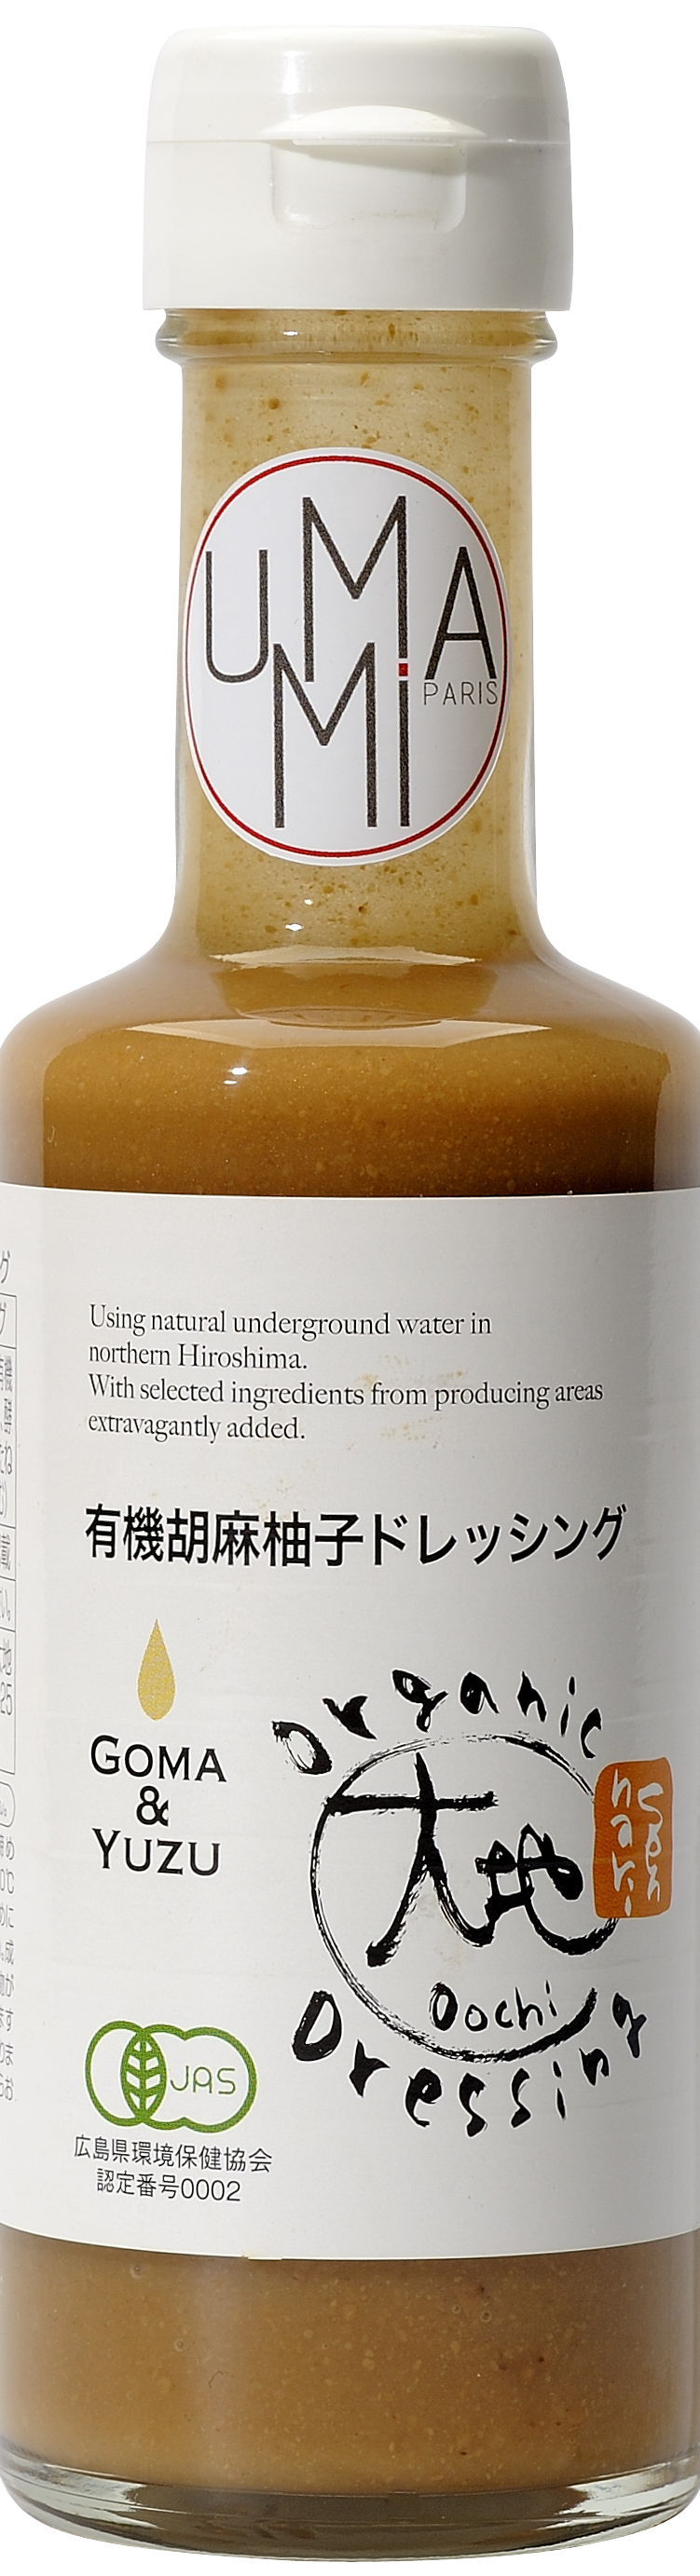 UMAMI
PARIS
Using natural underground water in
northern Hiroshima.
With selected ingredients from producing areas
extravagantly added.
有機胡麻柚子ドレッシング
GOMA
&
YUZU
Organic
大地
Oochi
Dressing
JAS
広島県環境保健協会
認定番号0002